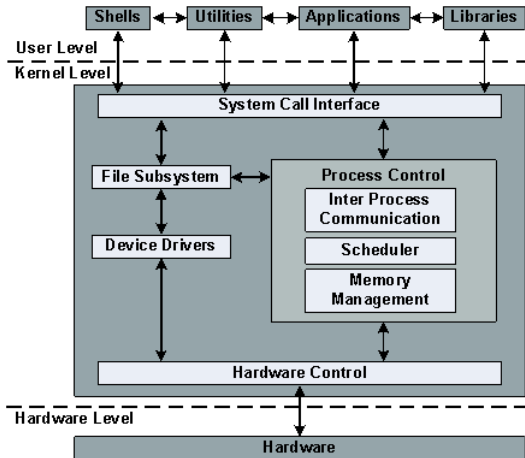 Shells
Utilities
Applications
Libraries
User Level
Kernel Level
System Call Interface
File Subsystem
Process Control
Inter Process
Communication
Device Drivers
Scheduler
Memory
Management
Hardware Control
Hardware Level
Hardware